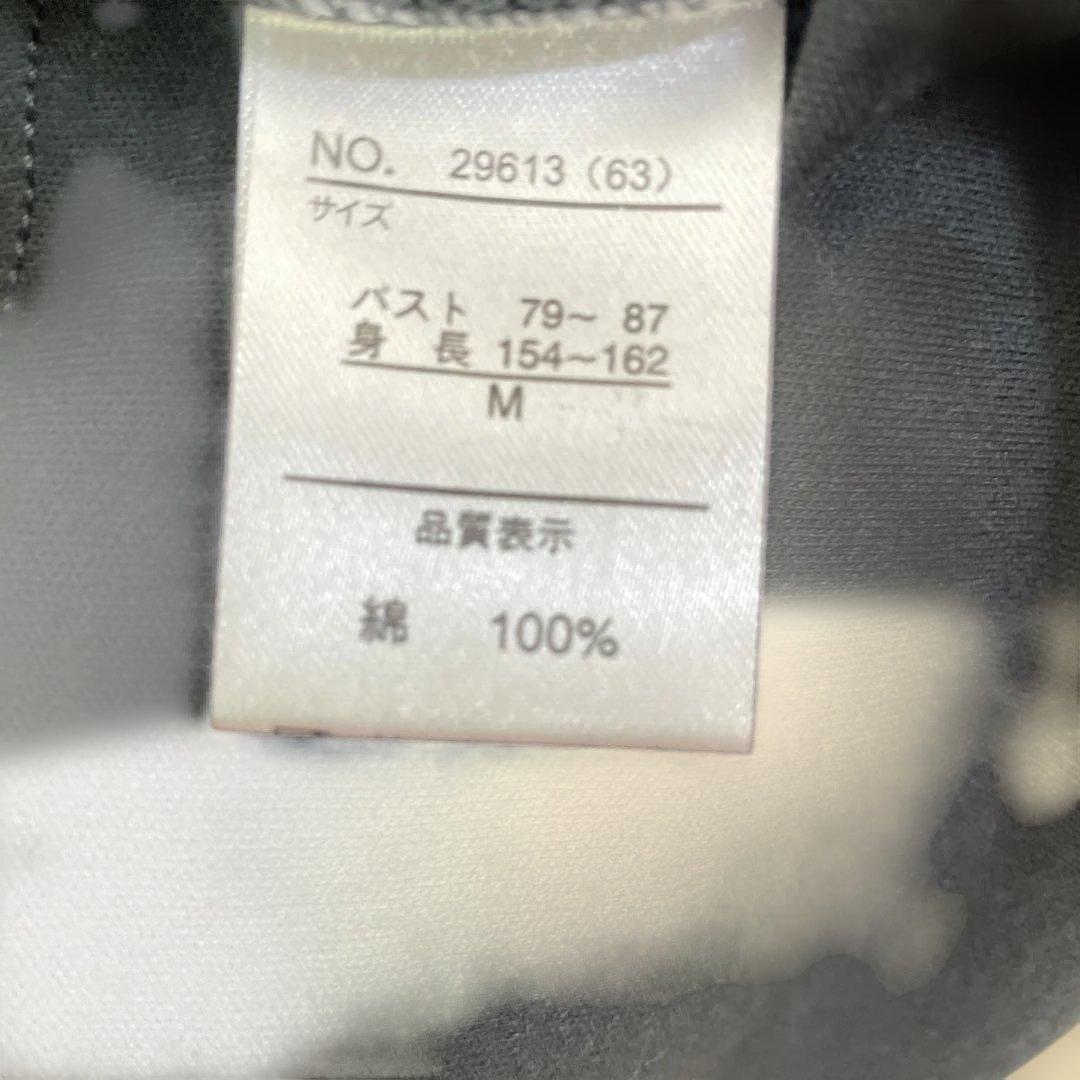 NO. 29613（63）
サイズ
バスト 79～ 87
身 長 154～162
M
品質表示
綿 100%